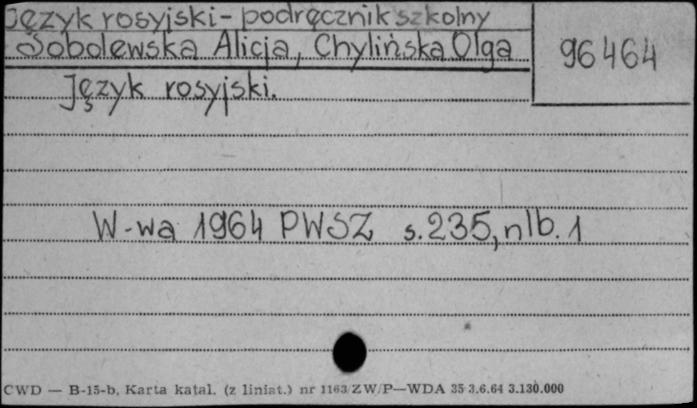 Język rosyjski - podręcznik szkolny
Sobolewska Alicja, Chylińska Olga
96464
Język rosyjski.
W-wa 1964 PWSZ s. 235, nlb. 1
CWD — B-15-b, Karta katal. (z liniat.) nr 1163/ZW/P—WDA 35 3.6.64 3.130.000